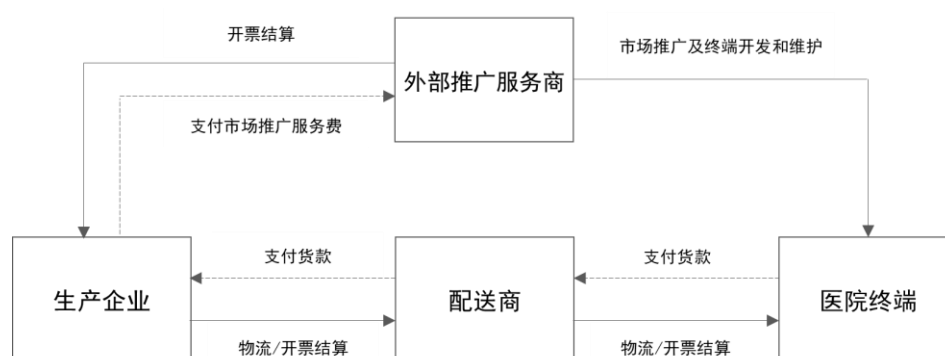 开票结算
市场推广及终端开发和维护
外部推广服务商
支付市场推广服务费
支付货款
支付货款
生产企业
配送商
医院终端
物流/开票结算
物流/开票结算